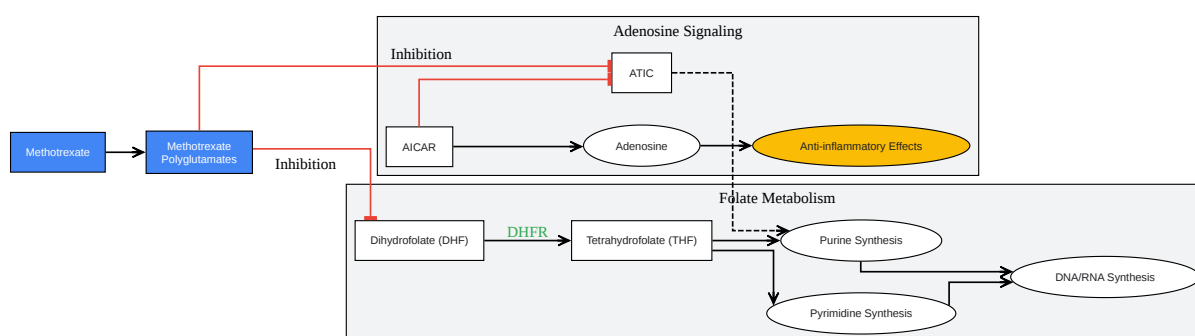 Adenosine Signaling
Inhibition
ATIC
Methotrexate
Methotrexate
Polyglutamates
AICAR
Adenosine
Anti-inflammatory Effects
Inhibition
Folate Metabolism
Dihydrofolate (DHF)
DHFR
Tetrahydrofolate (THF)
Purine Synthesis
DNA/RNA Synthesis
Pyrimidine Synthesis